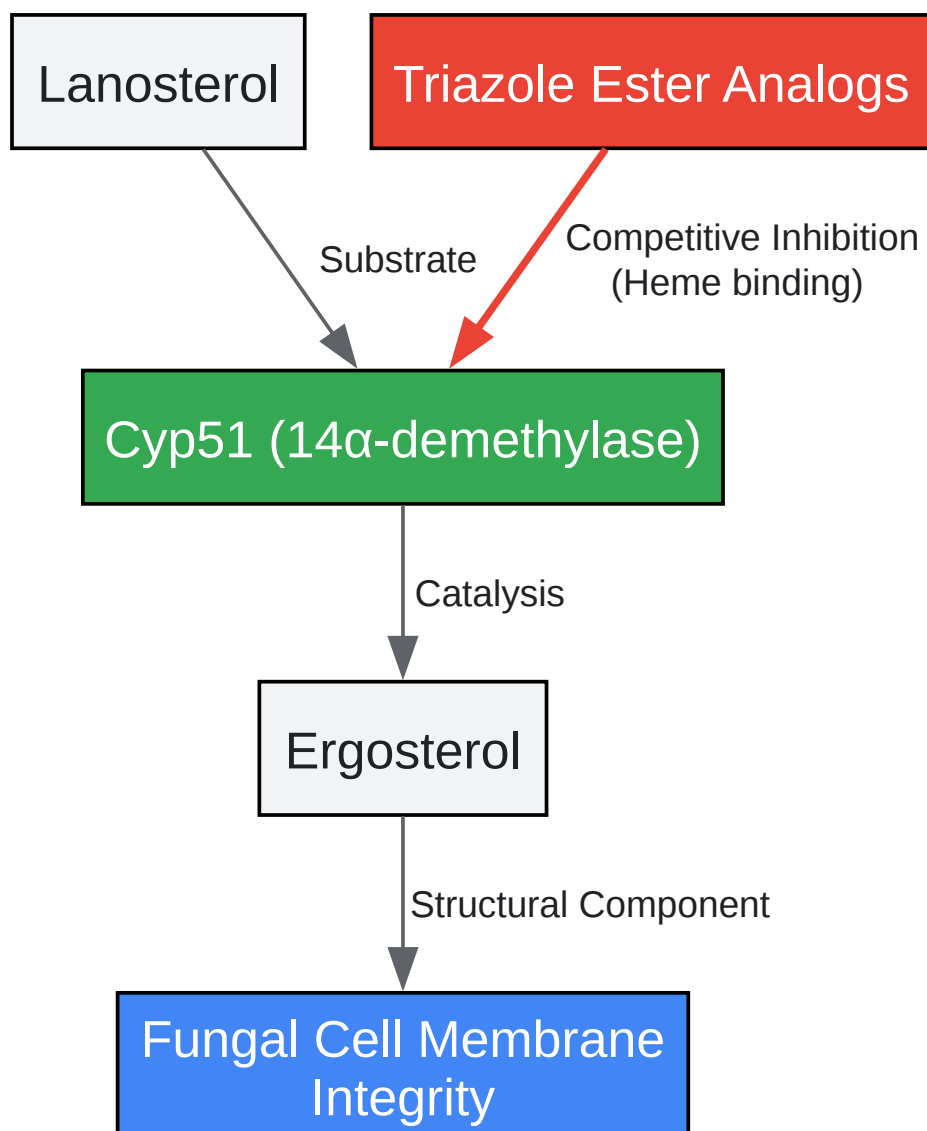 Lanosterol
Triazole Ester Analogs
Substrate
Competitive Inhibition
(Heme binding)
Cyp51 (14α-demethylase)
Catalysis
Ergosterol
Structural Component
Fungal Cell Membrane
Integrity